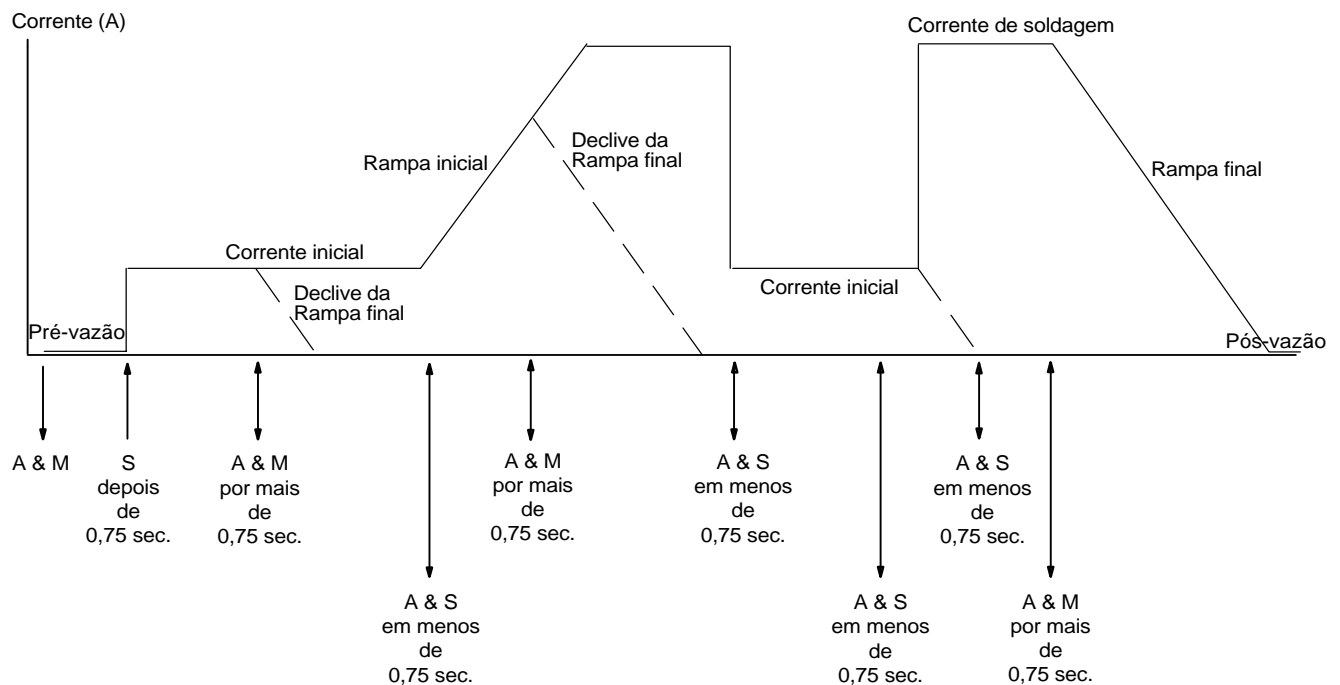 Corrente (A)
Corrente de soldagem
Declive da
Rampa final
Rampa inicial
Rampa final
Corrente inicial
Corrente inicial
Declive da
Rampa final
Pré-vazão
Pós-vazão
A & M
S
depois
de
0,75 sec.
A & M
por mais
de
0,75 sec.
A & M
por mais
de
0,75 sec.
A & S
em menos
de
0,75 sec.
A & S
em menos
de
0,75 sec.
A & S
em menos
de
0,75 sec.
A & S
em menos
de
0,75 sec.
A & M
por mais
de
0,75 sec.